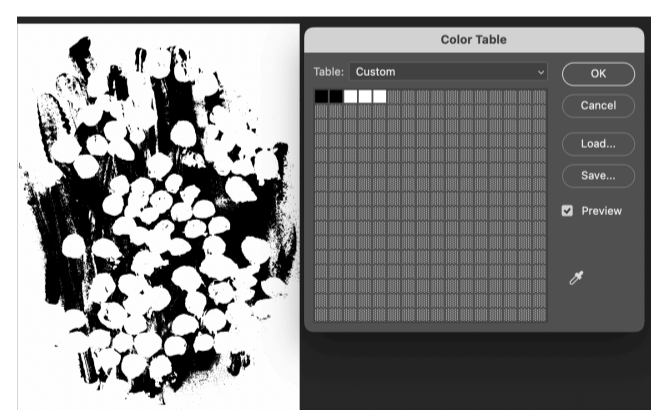 Color Table
Table: Custom
OK
Cancel
Load...
Save...
Preview